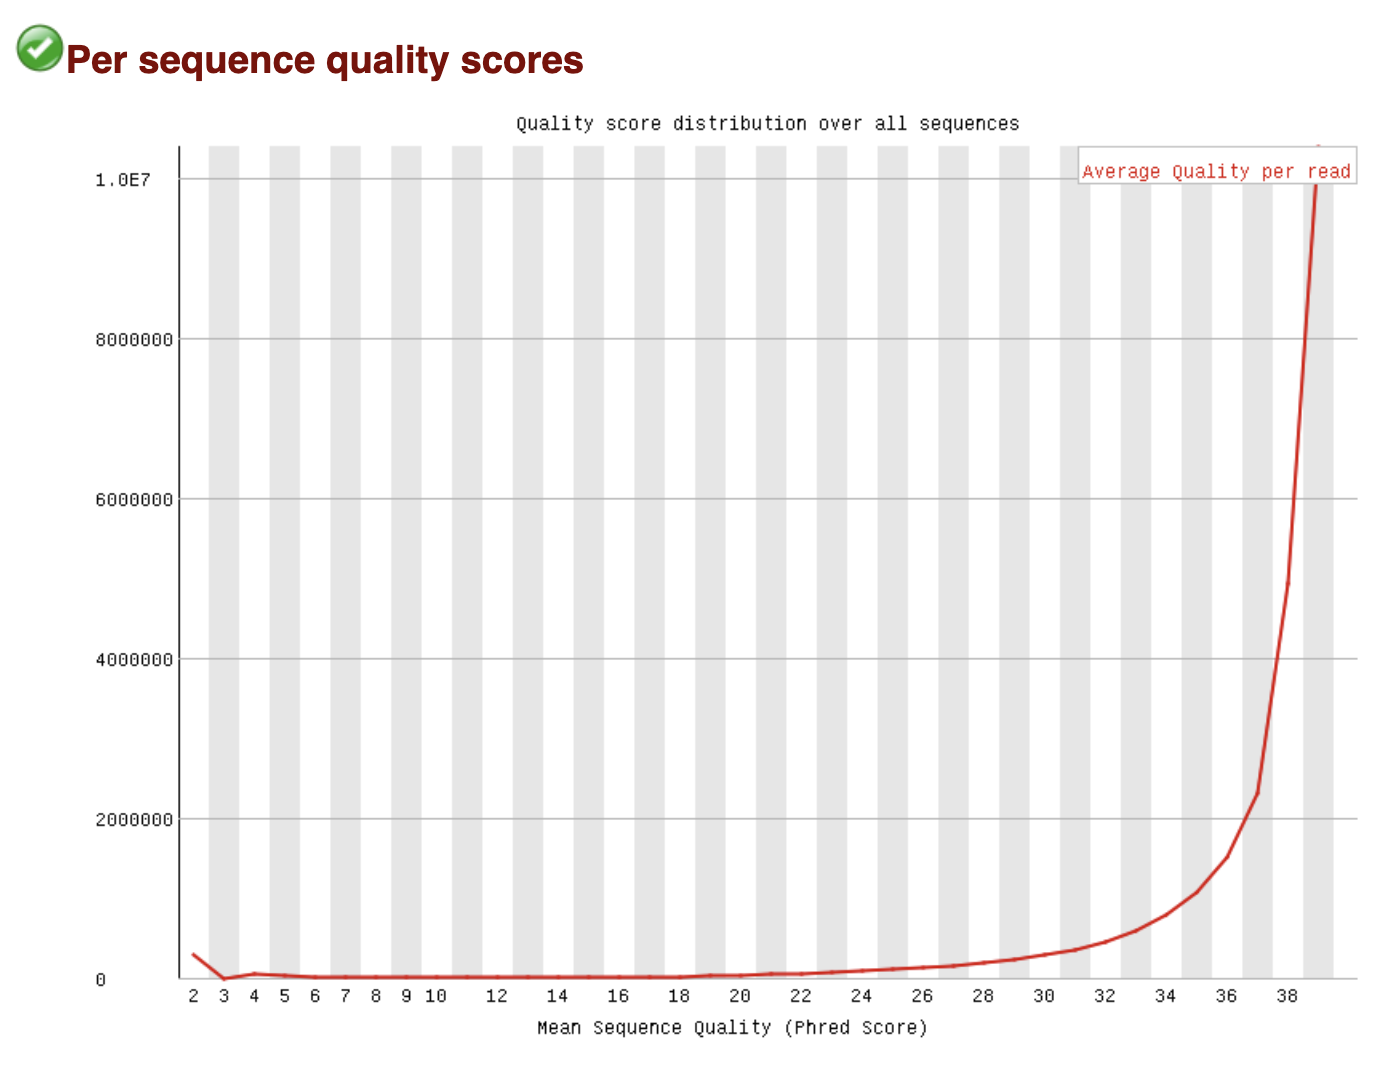 Per sequence quality scores
Quality score distribution over all sequences
Average Quality per read
1.0E7
8000000
6000000
4000000
2000000
0
2 3 4 5 6 7 8 9 10 12 14 16 18 20 22 24 26 28 30 32 34 36 38
Mean Sequence Quality (Phred Score)